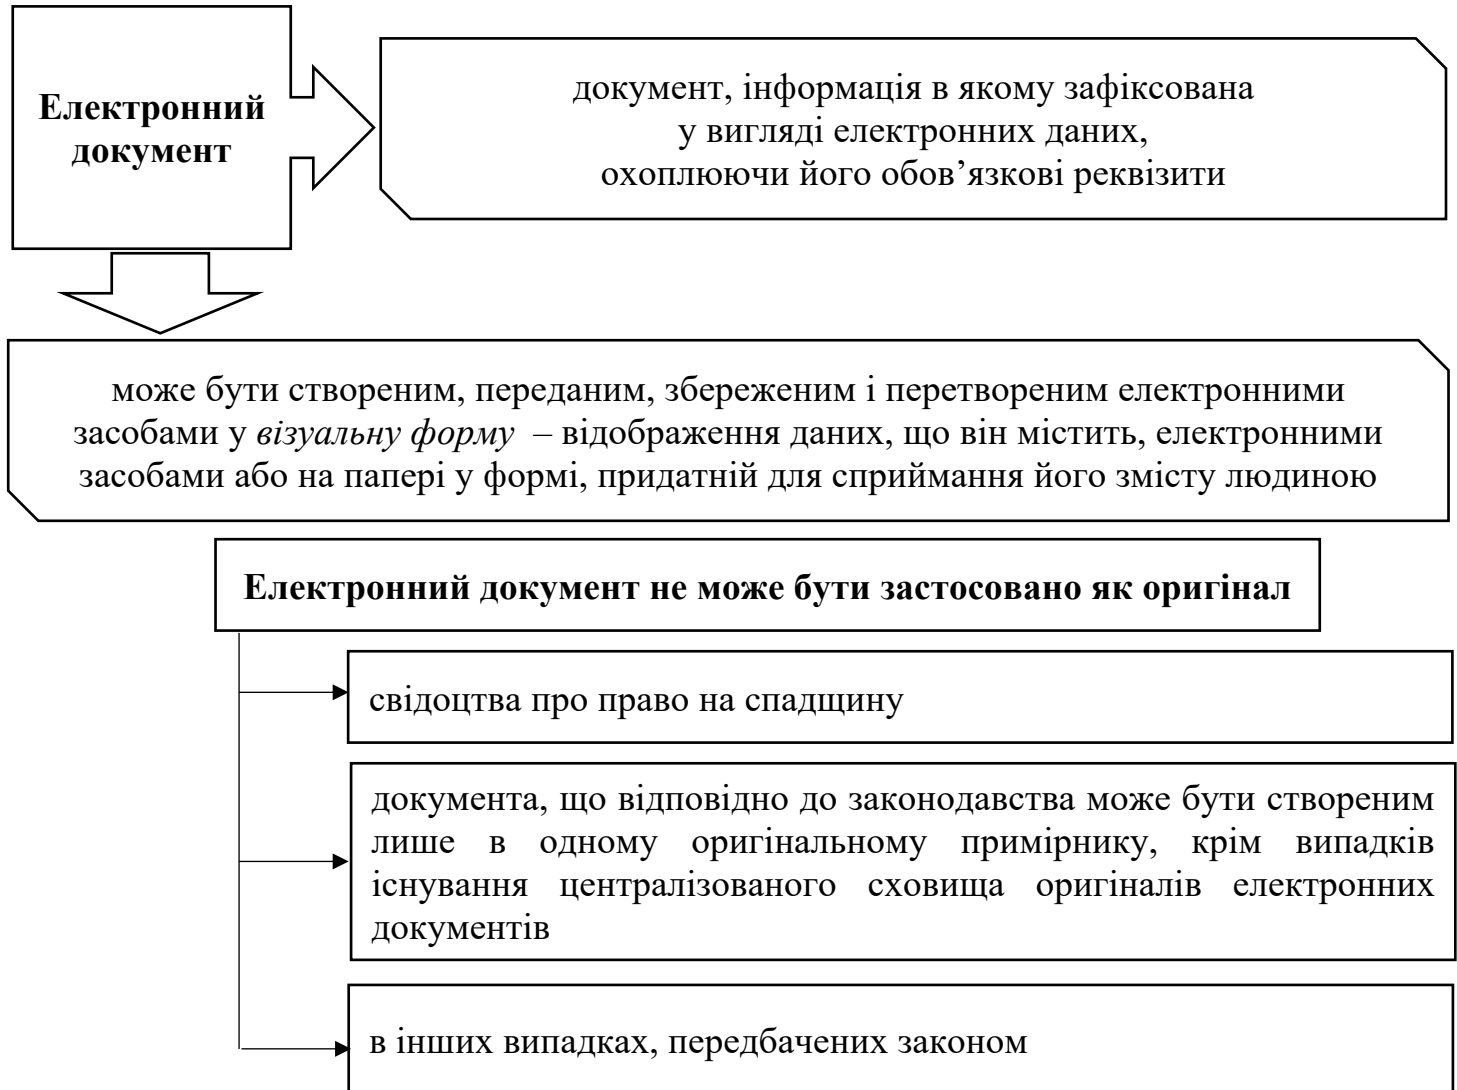 Електронний
документ
документ, інформація в якому зафіксована
у вигляді електронних даних,
охоплюючи його обов’язкові реквізити
може бути створеним, переданим, збереженим і перетвореним електронними
засобами у візуальну форму – відображення даних, що він містить, електронними
засобами або на папері у формі, придатній для сприймання його змісту людиною
Електронний документ не може бути застосовано як оригінал
свідоцтва про право на спадщину
документа, що відповідно до законодавства може бути створеним
лише в одному оригінальному примірнику, крім випадків
існування централізованого сховища оригіналів електронних
документів
в інших випадках, передбачених законом